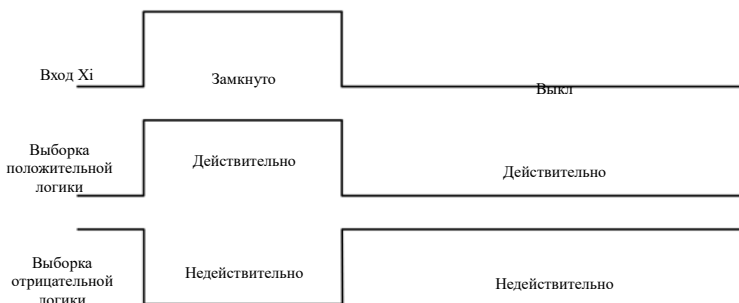 Вход Xi
Замкнуто
Выкл
Выборка
положительной
логики
Действительно
Действительно
Выборка
отрицательной
логики
Недействительно
Недействительно